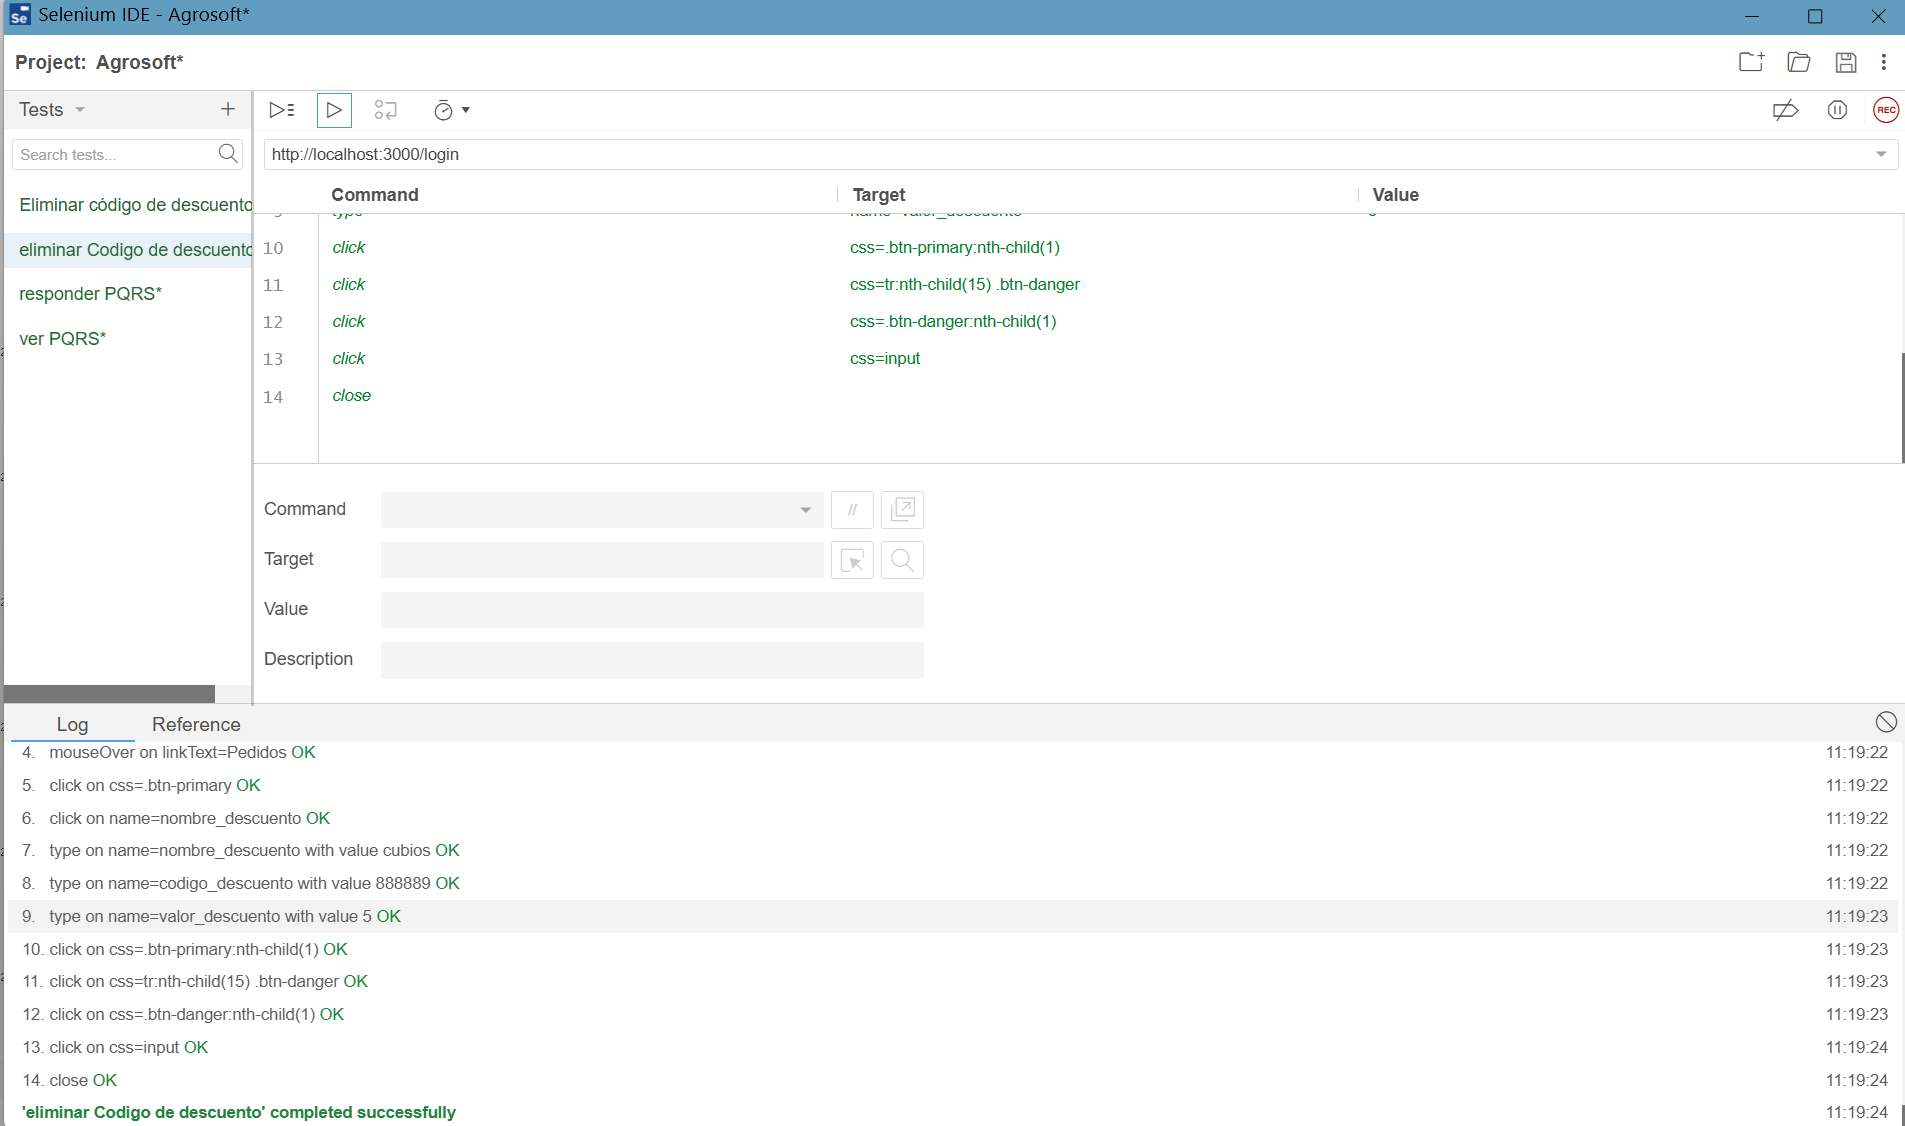 Selenium IDE - Agrosoft*
Project: Agrosoft*
Tests
Search tests...
Eliminar código de descuento
eliminar Codigo de descuento
responder PQRS*
ver PQRS*
REC
http://localhost:3000/login
Command Target Value
10 click css=.btn-primary:nth-child(1)
11 click css=tr:nth-child(15) .btn-danger
12 click css=.btn-danger:nth-child(1)
13 click css=input
14 close
Command //
Target
Value
Description
Log Reference
4. mouseOver on linkText=Pedidos OK 11:19:22
5. click on css=.btn-primary OK 11:19:22
6. click on name=nombre_descuento OK 11:19:22
7. type on name=nombre_descuento with value cubios OK 11:19:22
8. type on name=codigo_descuento with value 888889 OK 11:19:22
9. type on name=valor_descuento with value 5 OK 11:19:23
10. click on css=.btn-primary:nth-child(1) OK 11:19:23
11. click on css=tr:nth-child(15) .btn-danger OK 11:19:23
12. click on css=.btn-danger:nth-child(1) OK 11:19:23
13. click on css=input OK 11:19:24
14. close OK 11:19:24
'eliminar Codigo de descuento' completed successfully 11:19:24